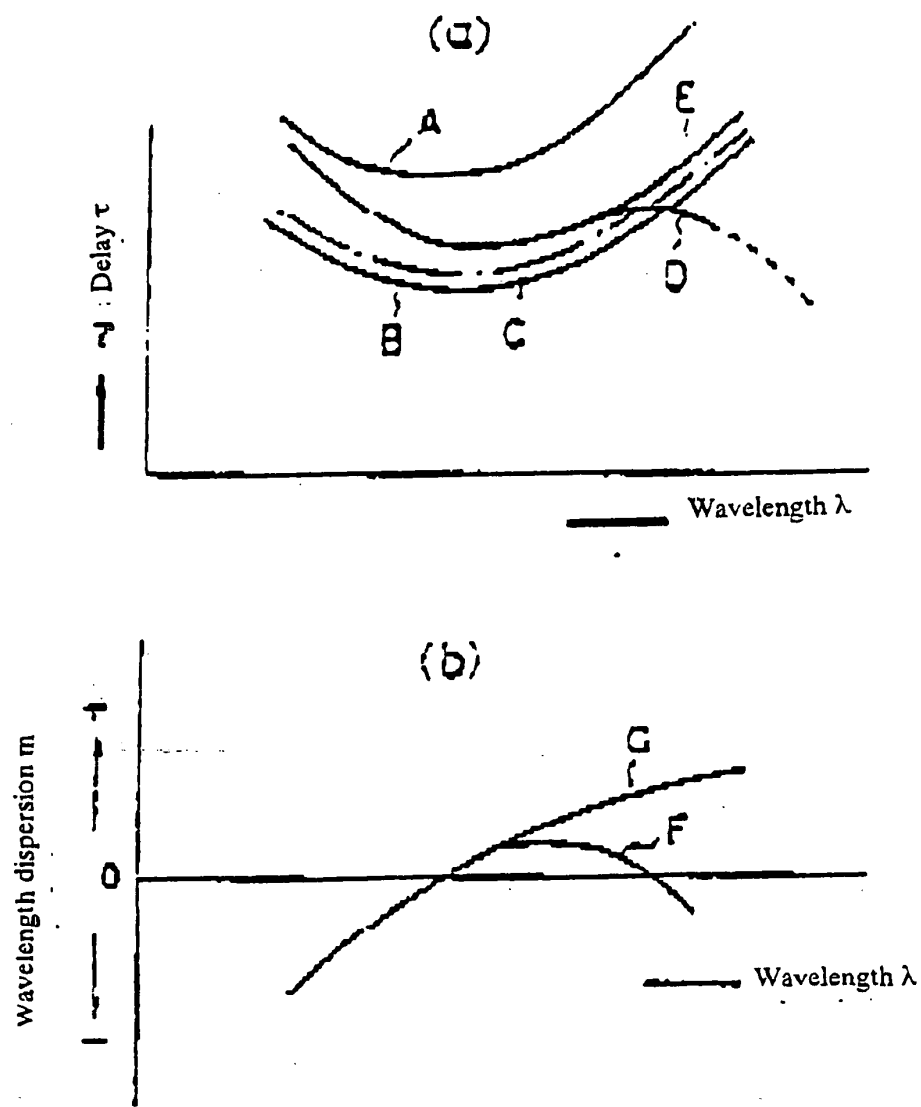 (a)
A
E
D
B
C
: Delay τ
Wavelength λ
(b)
G
F
0
Wavelength dispersion m
Wavelength λ